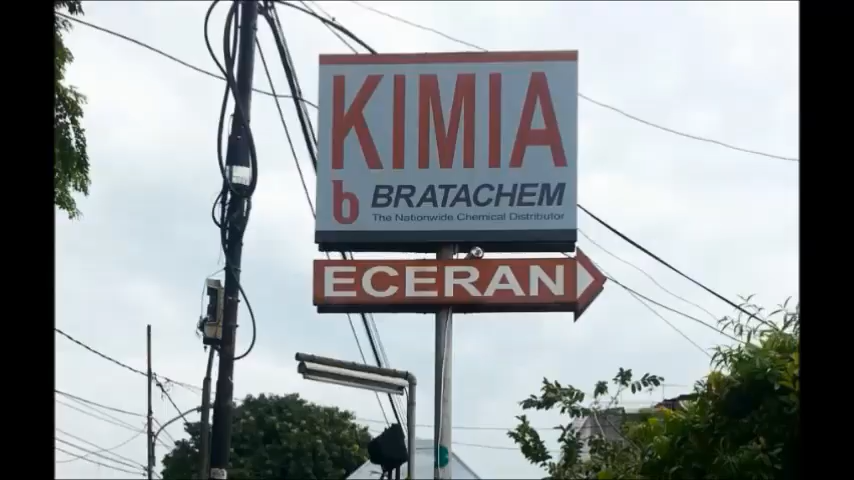 KIMIA
b BRATACHEM
The Nationwide Chemical Distributor
ECERAN